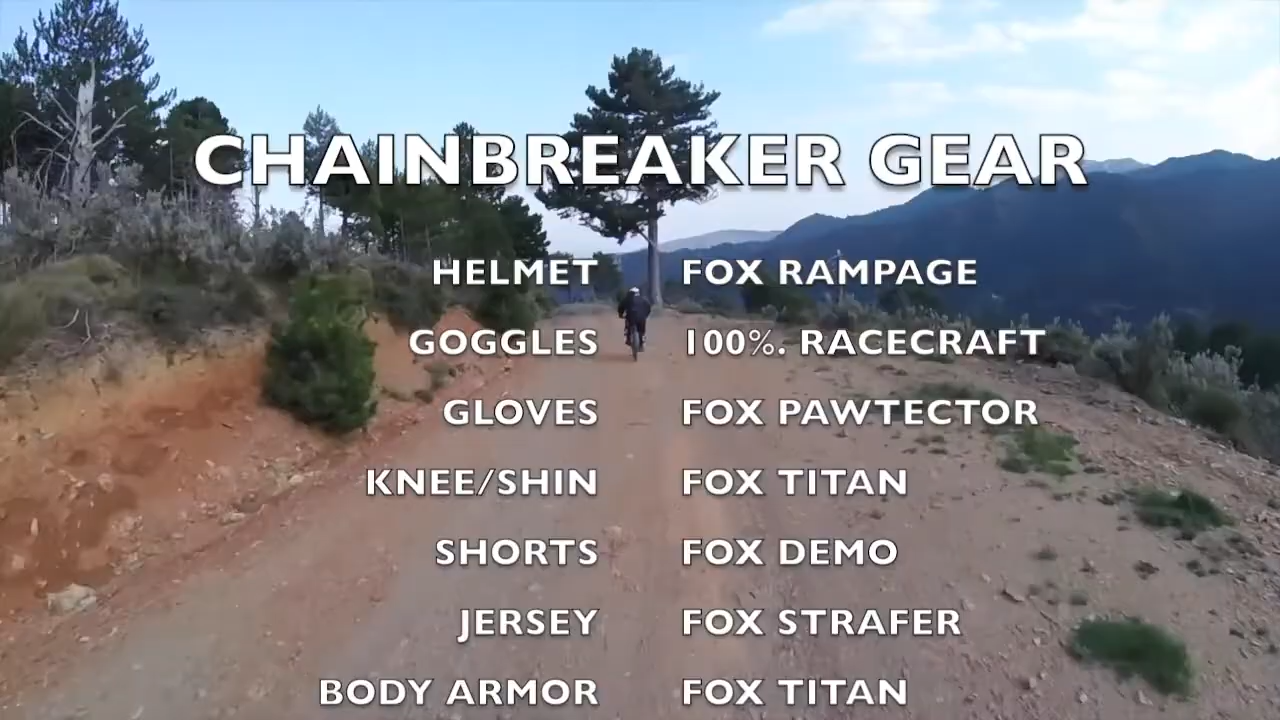 CHAINBREAKER GEAR
HELMET FOX RAMPAGE
GOGGLES 100%. RACECRAFT
GLOVES FOX PAWTECTOR
KNEE/SHIN FOX TITAN
SHORTS FOX DEMO
JERSEY FOX STRAFER
BODY ARMOR FOX TITAN